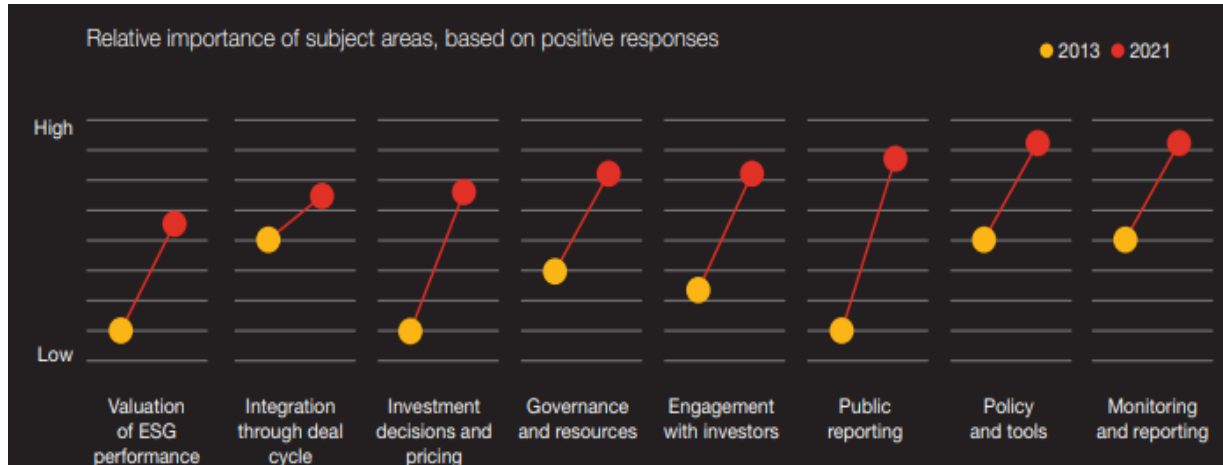 Relative importance of subject areas, based on positive responses
2013 2021
High
Low
Valuation
of ESG
performance
Integration
through deal
cycle
Investment
decisions and
pricing
Governance
and resources
Engagement
with investors
Public
reporting
Policy
and tools
Monitoring
and reporting